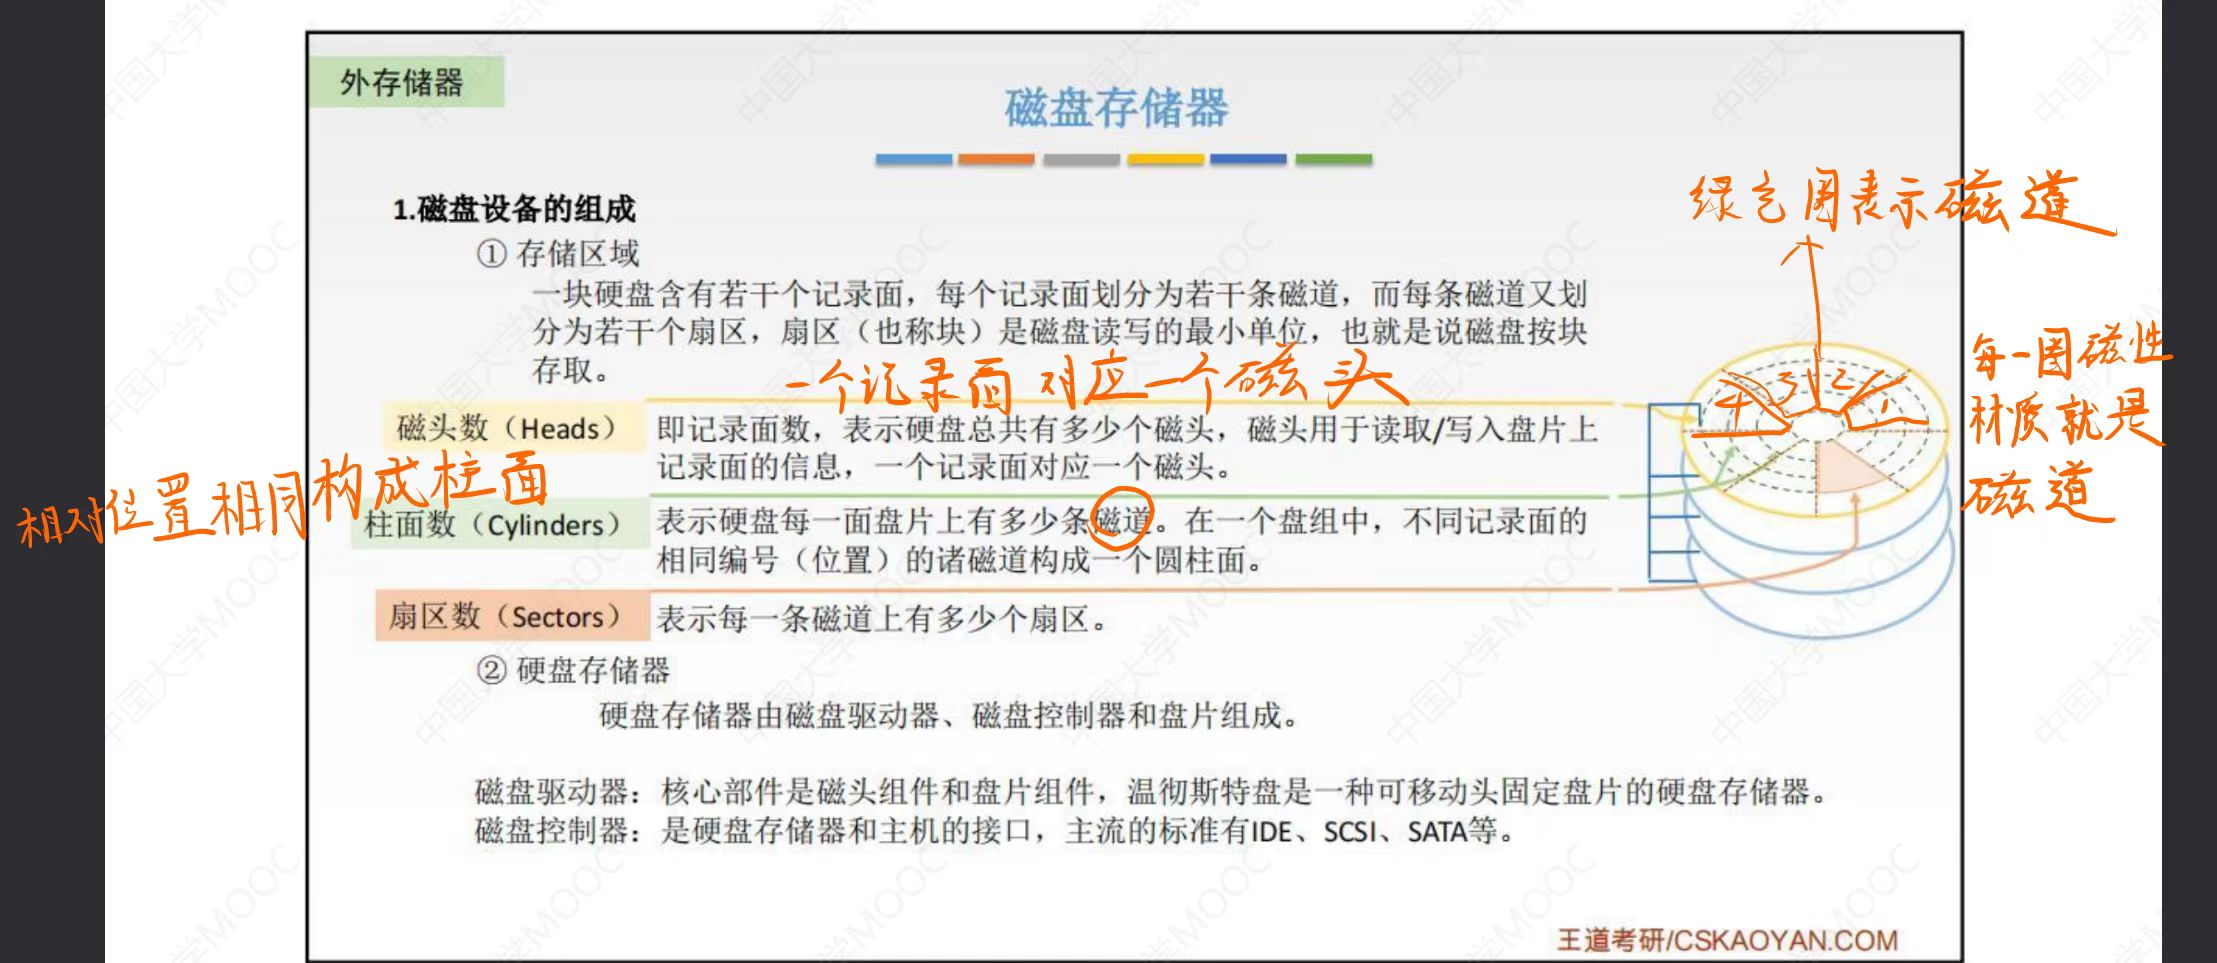 外存储器
磁盘存储器
1.磁盘设备的组成
① 存储区域
一块硬盘含有若干个记录面，每个记录面划分为若干条磁道，而每条磁道又划
分为若干个扇区，扇区（也称块）是磁盘读写的最小单位，也就是说磁盘按块
存取。
一个记录面对应一个磁头
磁头数（Heads）
即记录面数，表示硬盘总共有多少个磁头，磁头用于读取/写入盘片上
记录面的信息，一个记录面对应一个磁头。
相对位置相同构成柱面
柱面数（Cylinders）
表示硬盘每一面盘片上有多少条磁道。在一个盘组中，不同记录面的
相同编号（位置）的诸磁道构成一个圆柱面。
扇区数（Sectors）
表示每一条磁道上有多少个扇区。
绿色圈表示磁道
4 3 2 1
每一圈磁性
材质就是
磁道
② 硬盘存储器
硬盘存储器由磁盘驱动器、磁盘控制器和盘片组成。
磁盘驱动器：核心部件是磁头组件和盘片组件，温彻斯特盘是一种可移动头固定盘片的硬盘存储器。
磁盘控制器：是硬盘存储器和主机的接口，主流的标准有IDE、SCSI、SATA等。
王道考研/CSKAOYAN.COM
中国大学MOOC